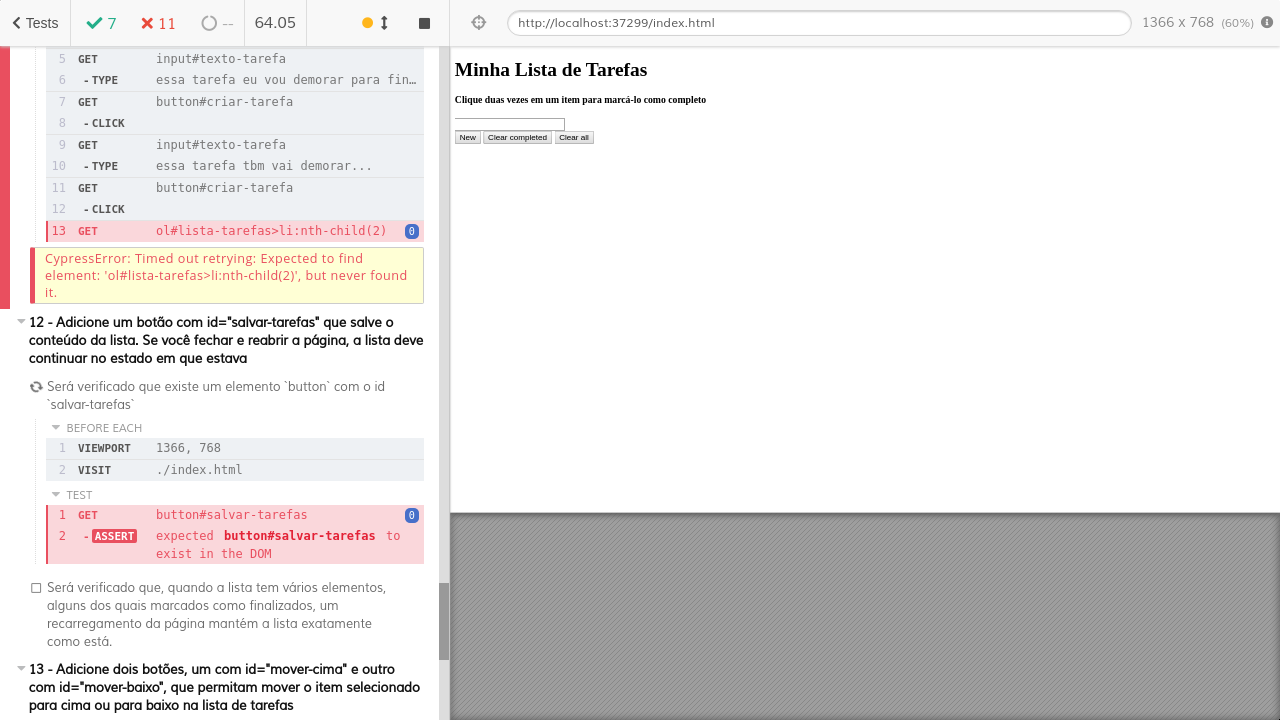 Tests 7 11 -- 64.05
http://localhost:37299/index.html 1366 x 768 (60%)
5 GET input#texto-tarefa
6 -TYPE essa tarefa eu vou demorar para fin…
7 GET button#criar-tarefa
8 -CLICK
9 GET input#texto-tarefa
10 -TYPE essa tarefa tbm vai demorar...
11 GET button#criar-tarefa
12 -CLICK
13 GET ol#lista-tarefas>li:nth-child(2) 0
CypressError: Timed out retrying: Expected to find
element: 'ol#lista-tarefas>li:nth-child(2)', but never found
it.
12 - Adicione um botão com id="salvar-tarefas" que salve o
conteúdo da lista. Se você fechar e reabrir a página, a lista deve
continuar no estado em que estava
Será verificado que existe um elemento `button` com o id
`salvar-tarefas`
BEFORE EACH
1 VIEWPORT 1366, 768
2 VISIT ./index.html
TEST
1 GET button#salvar-tarefas 0
2 -ASSERT expected button#salvar-tarefas to
exist in the DOM
Será verificado que, quando a lista tem vários elementos,
alguns dos quais marcados como finalizados, um
recarregamento da página mantém a lista exatamente
como está.
13 - Adicione dois botões, um com id="mover-cima" e outro
com id="mover-baixo", que permitam mover o item selecionado
para cima ou para baixo na lista de tarefas
Minha Lista de Tarefas
Clique duas vezes em um item para marcá-lo como completo
New Clear completed Clear all